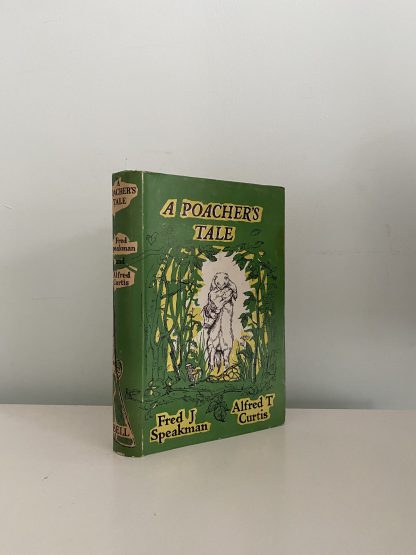 A
POACHER'S
TALE
Fred
Speakman
and
Alfred
Curtis
BELL
A POACHER'S
TALE
Fred J
Speakman
Alfred T
Curtis